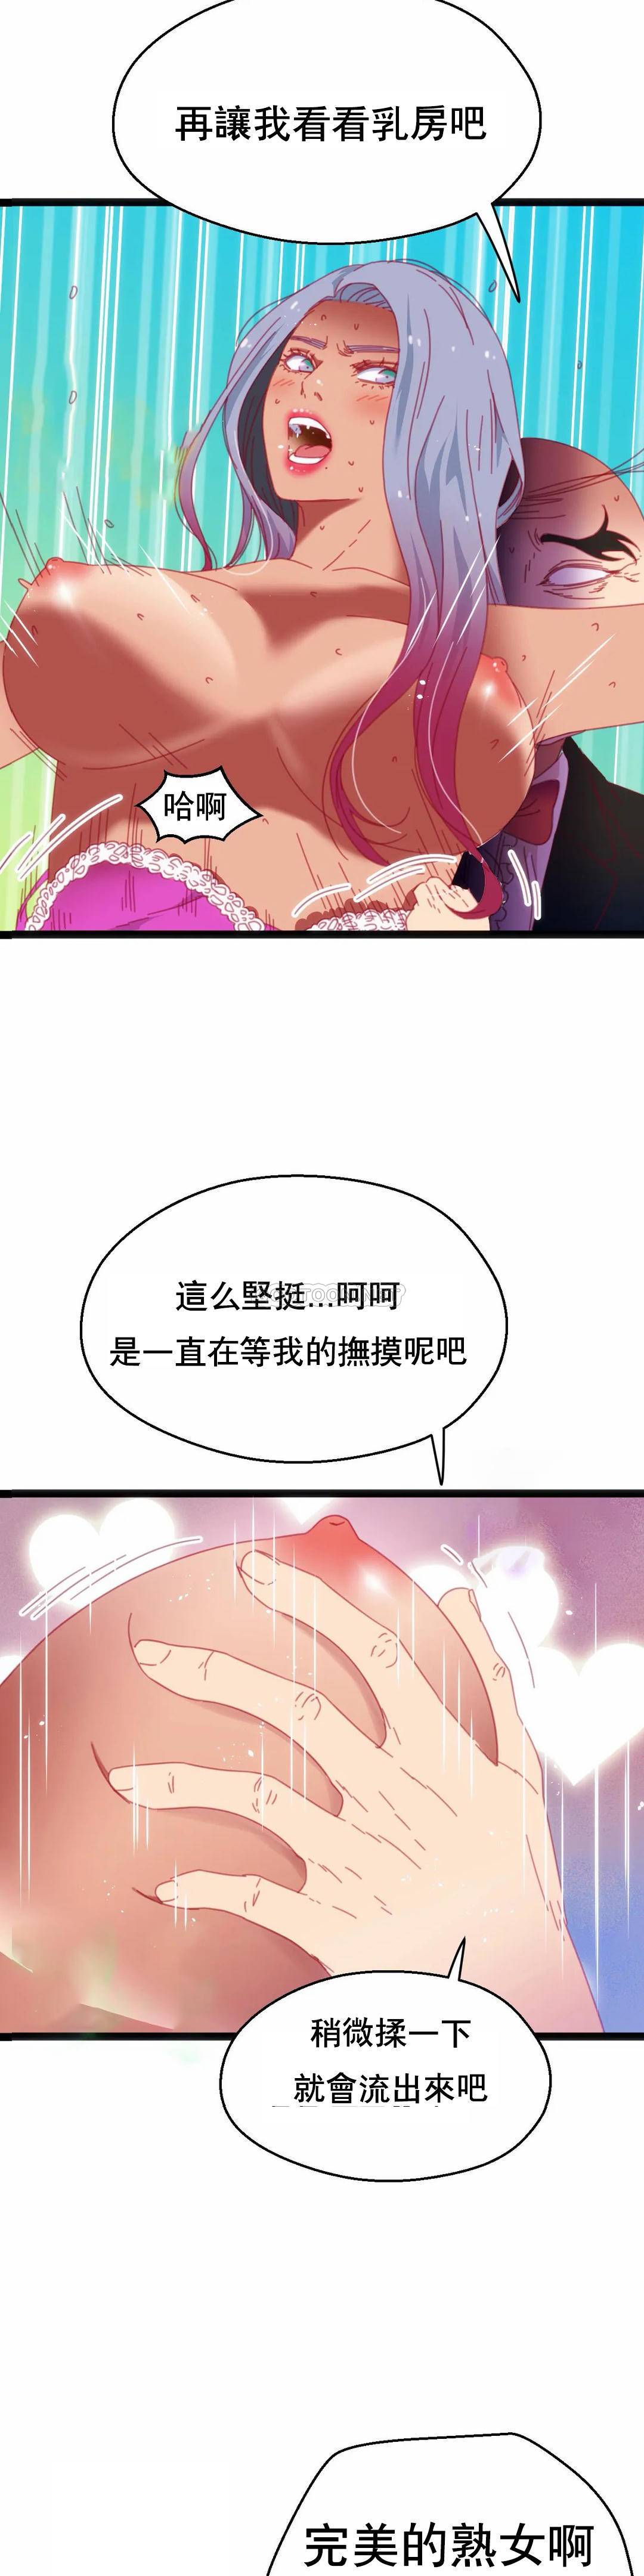 再讓我看看乳房吧
哈啊
這么堅挺...呵呵
是一直在等我的撫摸呢吧
稍微揉一下
就會流出來吧
完美的熟女啊